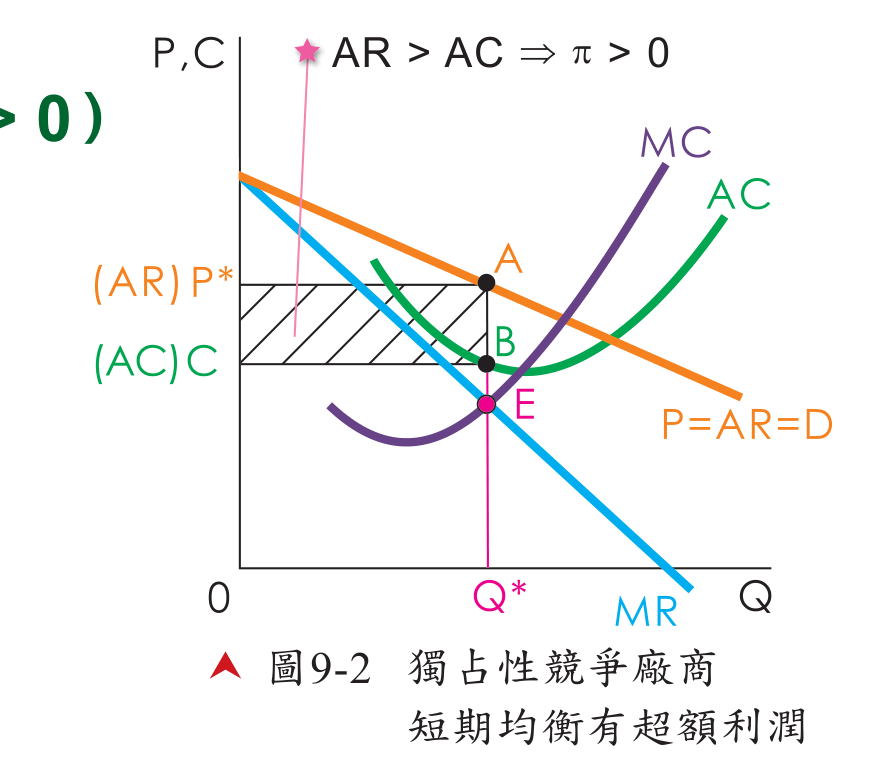 P,C
★ AR > AC ⇒ π > 0
> 0)
MC
AC
A
(AR) P*
B
(AC) C
E
P=AR=D
0
Q*
MR
Q
圖9-2 獨占性競爭廠商
短期均衡有超額利潤